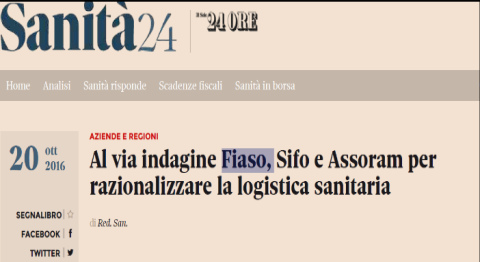 Sanità24
Il Sole 24 ORE
Home Analisi Sanità risponde Scadenze fiscali Sanità in borsa
20 ott
2016
AZIENDE E REGIONI
Al via indagine Fiaso, Sifo e Assoram per
razionalizzare la logistica sanitaria
SEGNALIBRO
FACEBOOK f
TWITTER
di Red. San.